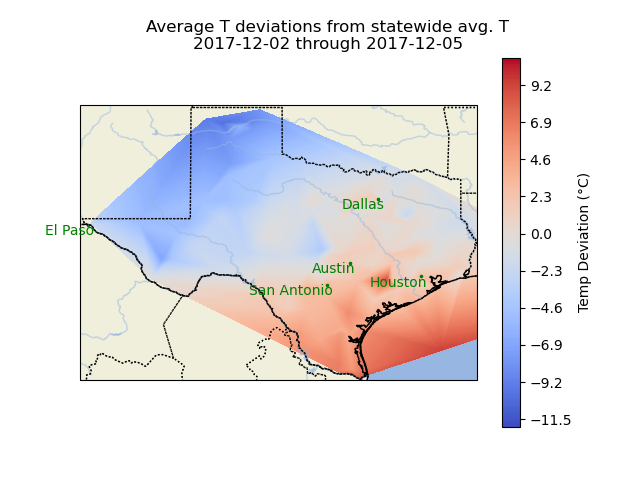 Average T deviations from statewide avg. T
2017-12-02 through 2017-12-05
9.2
6.9
4.6
2.3
0.0
−2.3
−4.6
−6.9
−9.2
−11.5
Temp Deviation (°C)
Dallas
El Paso
Austin
Houston
San Antonio